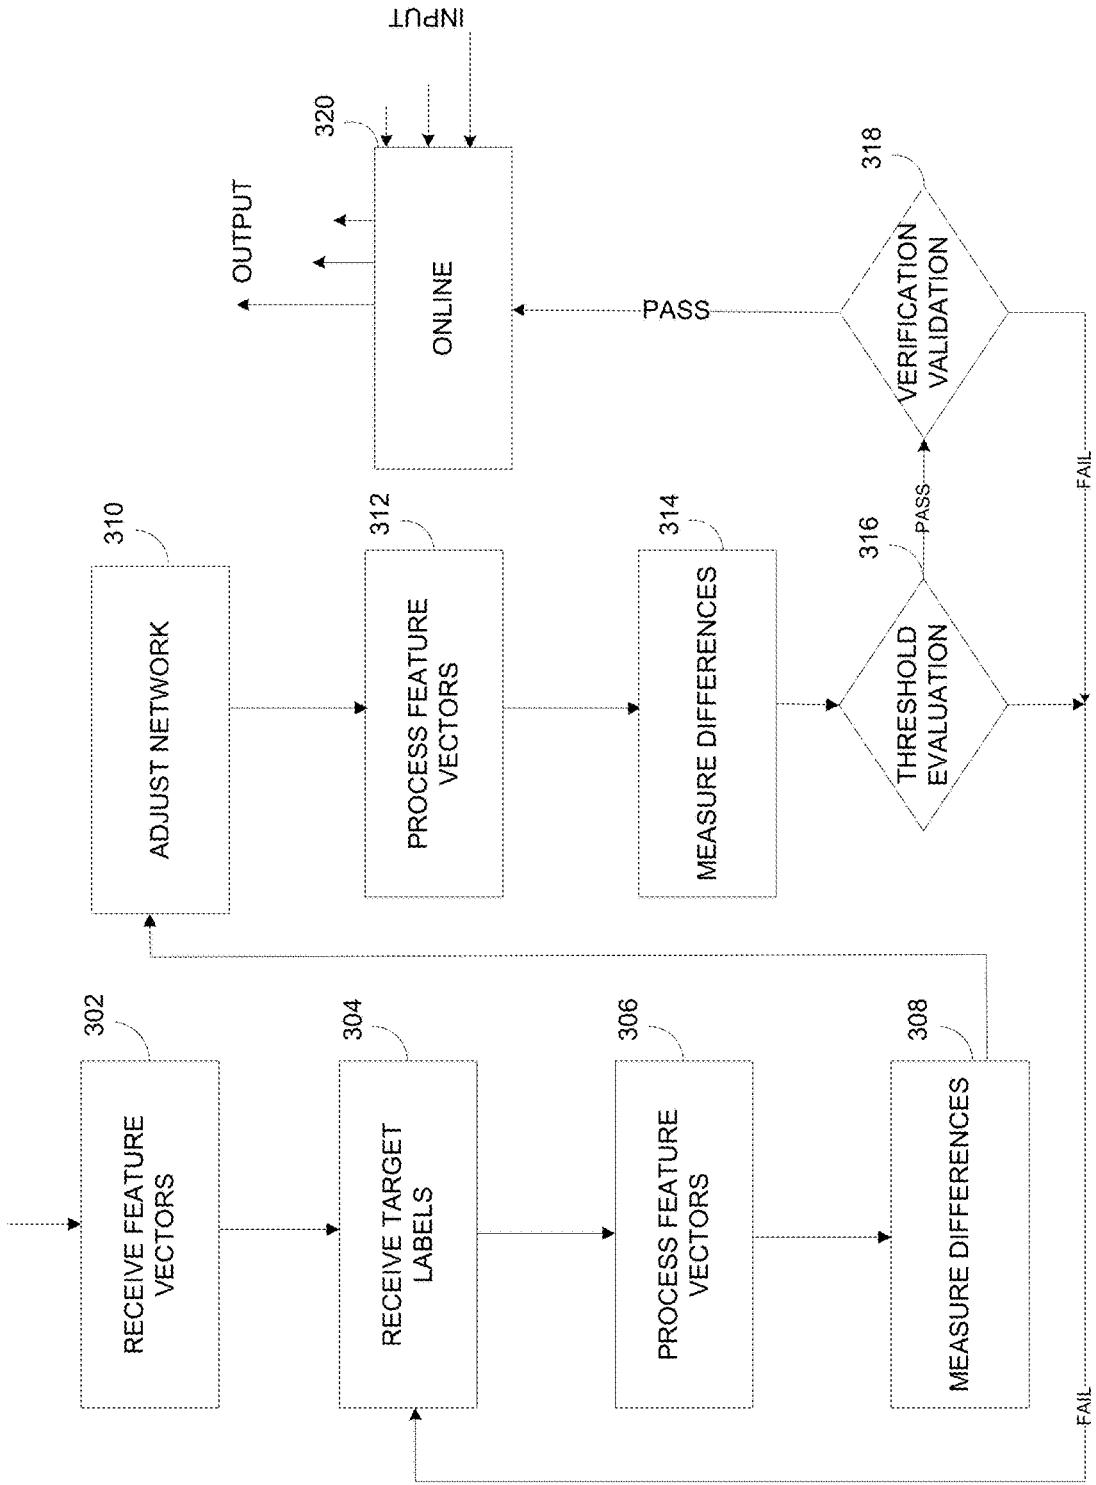 302
RECEIVE FEATURE
VECTORS
304
RECEIVE TARGET
LABELS
306
PROCESS FEATURE
VECTORS
308
MEASURE DIFFERENCES
310
ADJUST NETWORK
312
PROCESS FEATURE
VECTORS
314
MEASURE DIFFERENCES
316
THRESHOLD
EVALUATION
PASS
318
VERIFICATION
VALIDATION
PASS
320
ONLINE
OUTPUT
INPUT
FAIL
FAIL